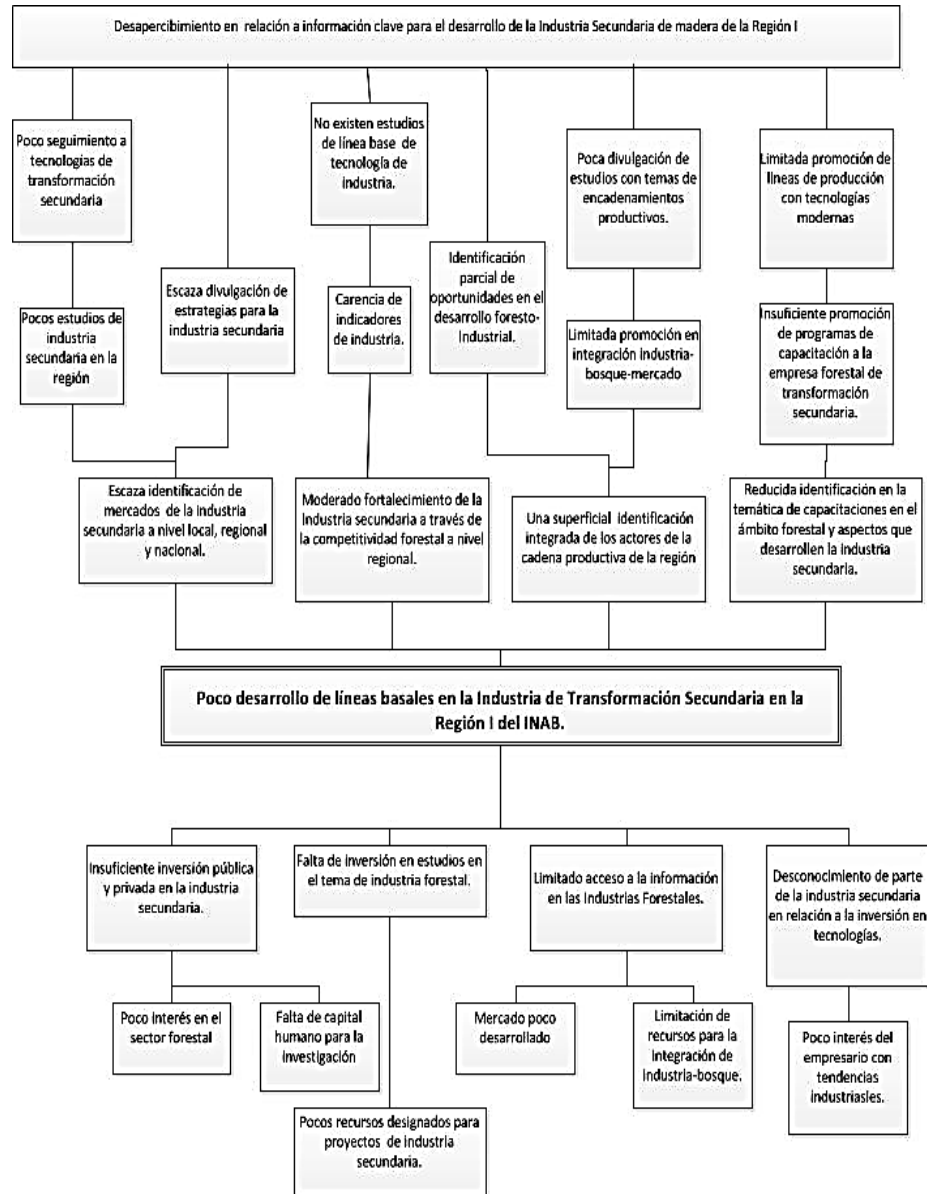 Desapercibimiento en relación a información clave para el desarrollo de la Industria Secundaria de madera de la Región I
Poco seguimiento a
tecnologías de
transformación
secundaria
No existen estudios
de línea base de
tecnología de
industria.
Poca divulgación de
estudios con temas de
encadenamientos
productivos.
Limitada promoción de
líneas de producción
con tecnologías
modernas
Pocos estudios de
industria
secundaria en la
región
Escaza divulgación de
estrategias para la
industria secundaria
Carencia de
indicadores
de industria.
Identificación
parcial de
oportunidades en el
desarrollo foresto-
Industrial.
Limitada promoción en
integración industria-
bosque-mercado
Insuficiente promoción
de programas de
capacitación a la
empresa forestal de
transformación
secundaria.
Escaza identificación de
mercados de la industria
secundaria a nivel local, regional
y nacional.
Moderado fortalecimiento de la
Industria secundaria a través de
la competitividad forestal a nivel
regional.
Una superficial identificación
integrada de los actores de la
cadena productiva de la región
Reducida identificación en la
temática de capacitaciones en el
ámbito forestal y aspectos que
desarrollen la industria
secundaria.
Poco desarrollo de líneas basales en la Industria de Transformación Secundaria en la
Región I del INAB.
Insuficiente inversión pública
y privada en la industria
secundaria.
Falta de inversión en estudios en
el tema de industria forestal.
Limitado acceso a la información
en las Industrias Forestales.
Desconocimiento de parte
de la industria secundaria
en relación a la inversión en
tecnologías.
Poco interés en el
sector forestal
Falta de capital
humano para la
investigación
Mercado poco
desarrollado
Limitación de
recursos para la
integración de
industria-bosque.
Poco interés del
empresario con
tendencias
industriasles.
Pocos recursos designados para
proyectos de industria
secundaria.